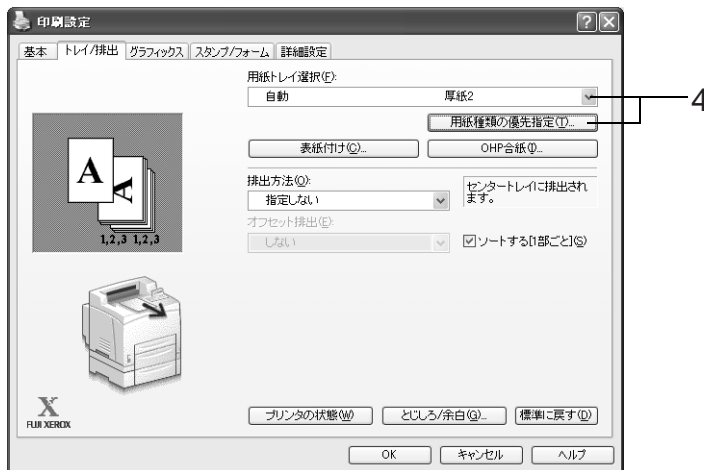 印刷設定
基本 トレイ/排出 グラフィックス スタンプ/フォーム 詳細設定
用紙トレイ選択(F):
自動 厚紙2
4
用紙種類の優先指定(T)...
表紙付け(C)... OHP合紙(I)...
排出方法(O):
指定しない
センタートレイに排出され
ます。
オフセット排出(E):
しない
ソートする[1部ごと](S)
A A
1,2,3 1,2,3
X
FUJI XEROX
プリンタの状態(W) とじしろ/余白(G)... 標準に戻す(D)
OK キャンセル ヘルプ